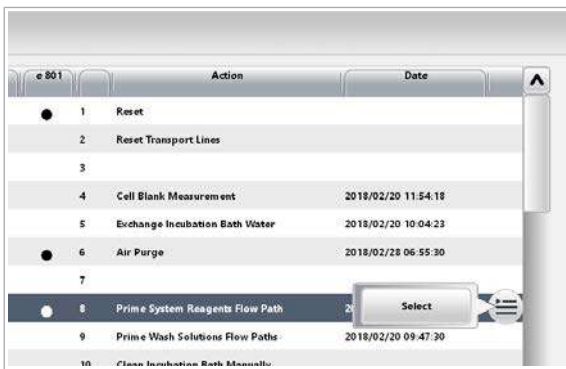 e 801 Action Date
1 Reset
2 Reset Transport Lines
3
4 Cell Blank Measurement 2018/02/20 11:54:18
5 Exchange Incubation Bath Water 2018/02/20 10:04:23
6 Air Purge 2018/02/28 06:55:30
7
8 Prime System Reagents Flow Path 20 Select
9 Prime Wash Solutions Flow Paths 2018/02/20 09:47:30
10 Clean Incubation Bath Manually